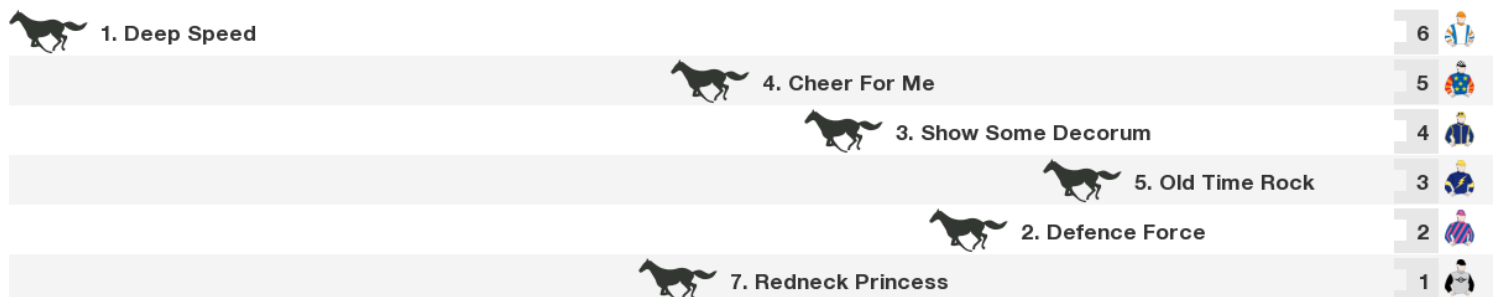 1. Deep Speed 6
4. Cheer For Me 5
3. Show Some Decorum 4
5. Old Time Rock 3
2. Defence Force 2
7. Redneck Princess 1